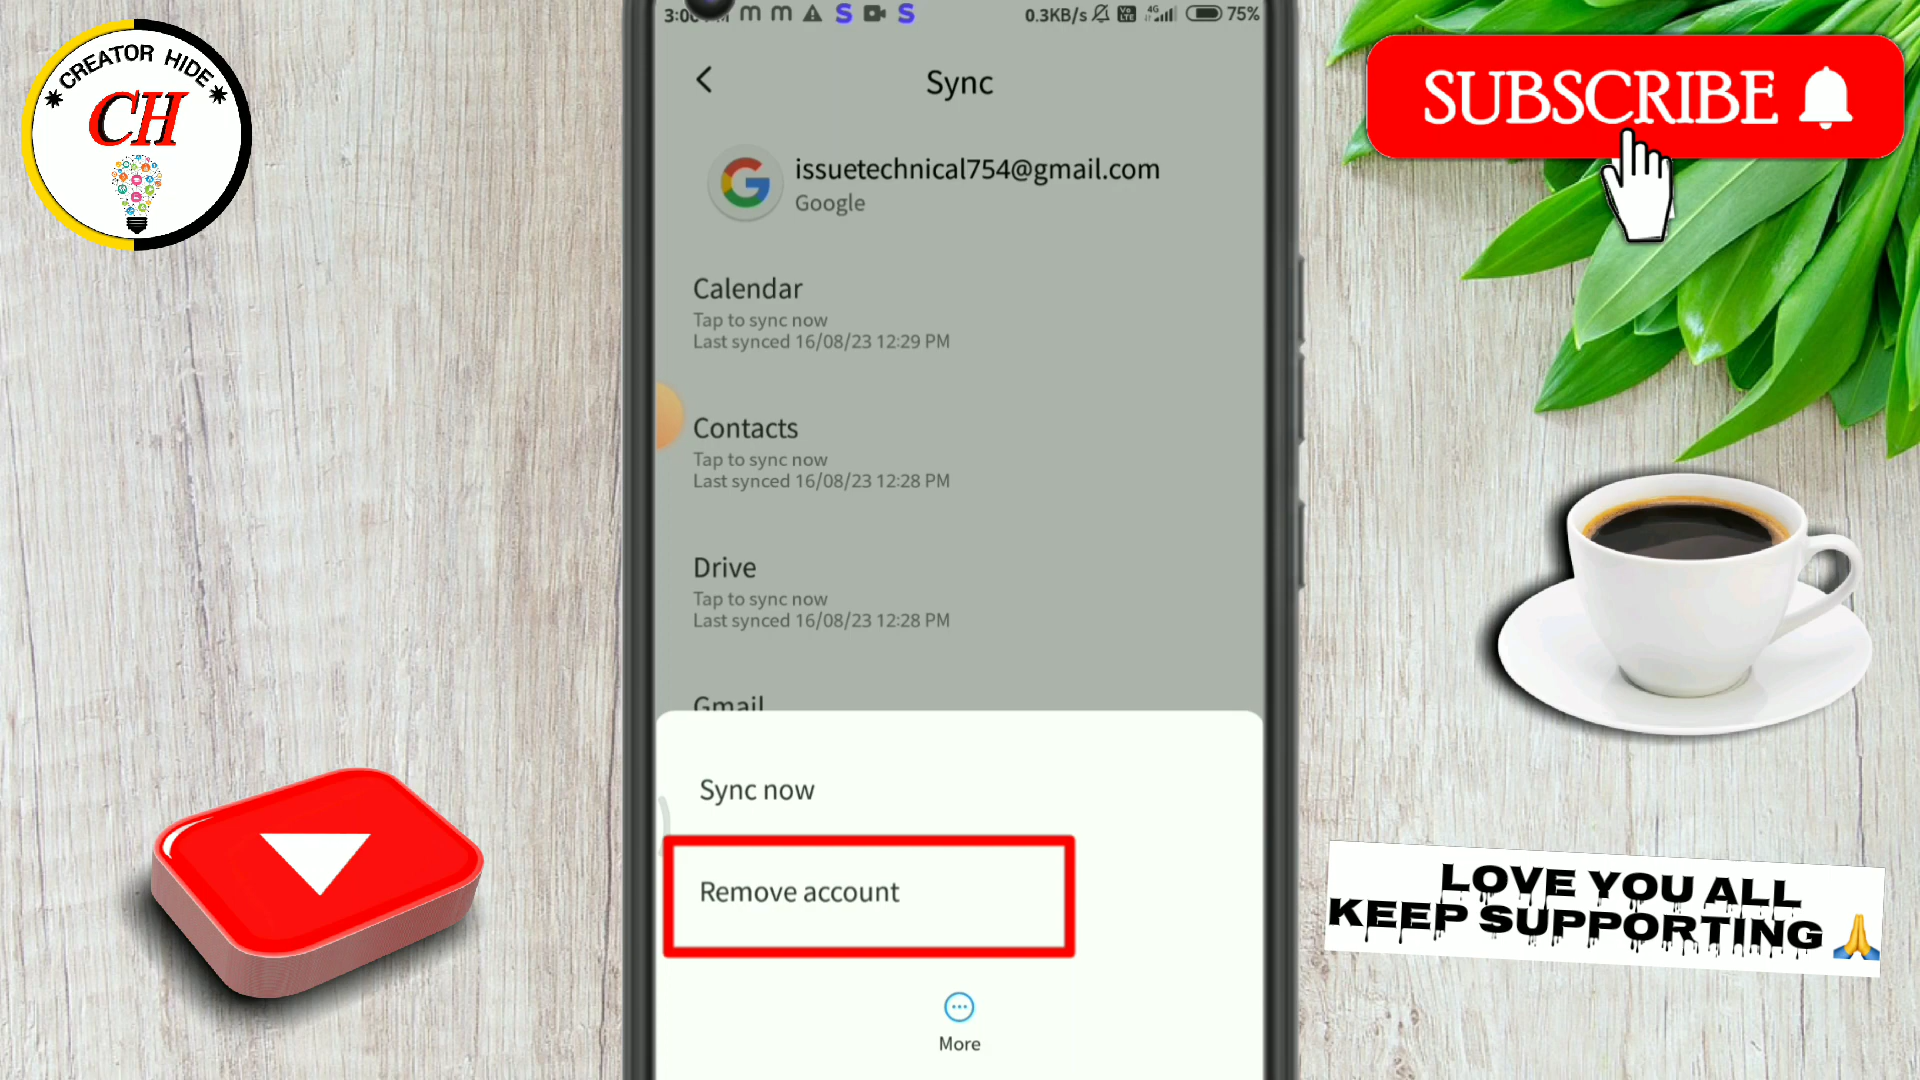 CREATOR HIDE
CH
m m S S 0.3KB/s 4G 75%
Sync
issuetechnical754@gmail.com
Google
Calendar
Tap to sync now
Last synced 16/08/23 12:29 PM
Contacts
Tap to sync now
Last synced 16/08/23 12:28 PM
Drive
Tap to sync now
Last synced 16/08/23 12:28 PM
Gmail
Sync now
Remove account
More
SUBSCRIBE
LOVE YOU ALL
KEEP SUPPORTING 🙏